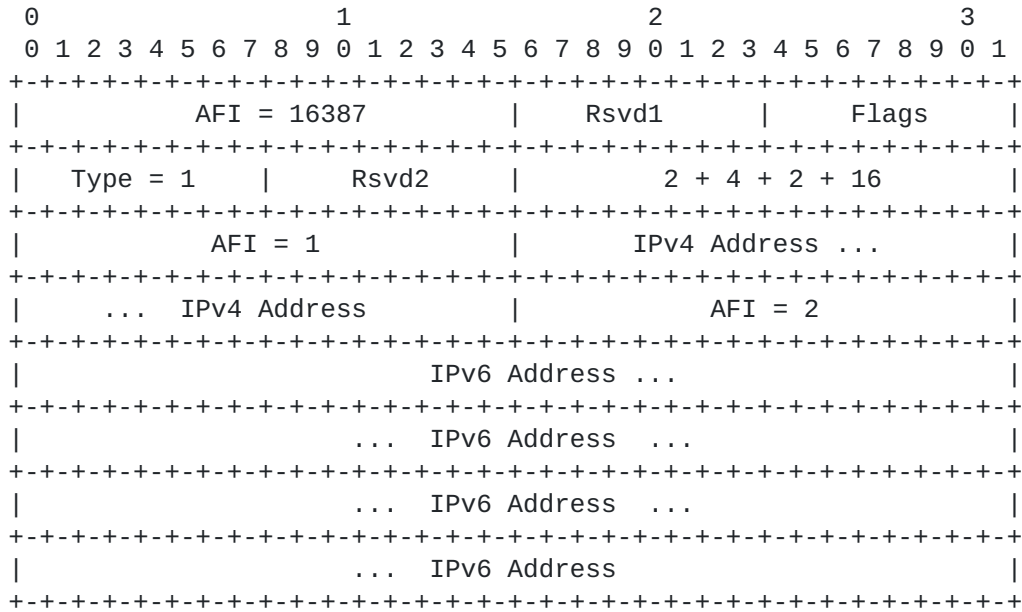 0                   1                   2                   3
 0 1 2 3 4 5 6 7 8 9 0 1 2 3 4 5 6 7 8 9 0 1 2 3 4 5 6 7 8 9 0 1
+-+-+-+-+-+-+-+-+-+-+-+-+-+-+-+-+-+-+-+-+-+-+-+-+-+-+-+-+-+-+-+-+
|           AFI = 16387         |    Rsvd1      |     Flags     |
+-+-+-+-+-+-+-+-+-+-+-+-+-+-+-+-+-+-+-+-+-+-+-+-+-+-+-+-+-+-+-+-+
|   Type = 1    |     Rsvd2     |         2 + 4 + 2 + 16        |
+-+-+-+-+-+-+-+-+-+-+-+-+-+-+-+-+-+-+-+-+-+-+-+-+-+-+-+-+-+-+-+-+
|            AFI = 1            |       IPv4 Address ...        |
+-+-+-+-+-+-+-+-+-+-+-+-+-+-+-+-+-+-+-+-+-+-+-+-+-+-+-+-+-+-+-+-+
|     ...  IPv4 Address         |            AFI = 2            |
+-+-+-+-+-+-+-+-+-+-+-+-+-+-+-+-+-+-+-+-+-+-+-+-+-+-+-+-+-+-+-+-+
|                          IPv6 Address ...                     |
+-+-+-+-+-+-+-+-+-+-+-+-+-+-+-+-+-+-+-+-+-+-+-+-+-+-+-+-+-+-+-+-+
|                     ...  IPv6 Address  ...                    |
+-+-+-+-+-+-+-+-+-+-+-+-+-+-+-+-+-+-+-+-+-+-+-+-+-+-+-+-+-+-+-+-+
|                     ...  IPv6 Address  ...                    |
+-+-+-+-+-+-+-+-+-+-+-+-+-+-+-+-+-+-+-+-+-+-+-+-+-+-+-+-+-+-+-+-+
|                     ...  IPv6 Address                         |
+-+-+-+-+-+-+-+-+-+-+-+-+-+-+-+-+-+-+-+-+-+-+-+-+-+-+-+-+-+-+-+-+